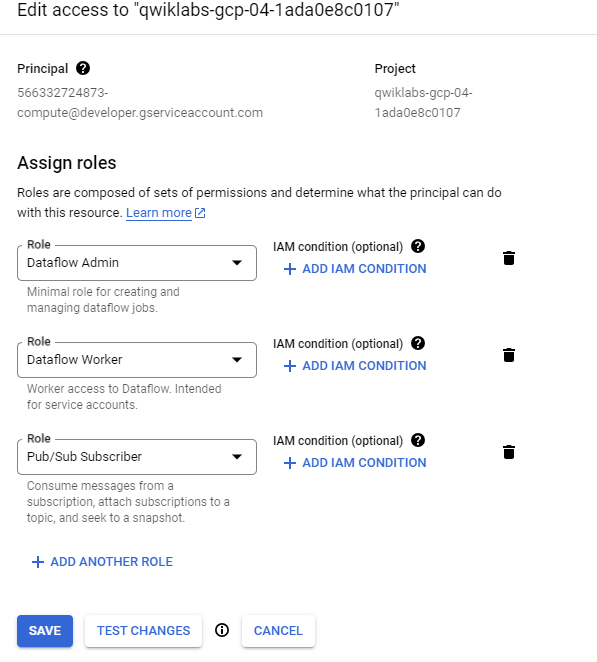 Edit access to "qwiklabs-gcp-04-1ada0e8c0107"
Principal
Project
566332724873-
compute@developer.gserviceaccount.com
qwiklabs-gcp-04-
1ada0e8c0107
Assign roles
Roles are composed of sets of permissions and determine what the principal can do
with this resource. Learn more
Role
Dataflow Admin
IAM condition (optional)
ADD IAM CONDITION
Minimal role for creating and
managing dataflow jobs.
Role
Dataflow Worker
IAM condition (optional)
ADD IAM CONDITION
Worker access to Dataflow. Intended
for service accounts.
Role
Pub/Sub Subscriber
IAM condition (optional)
ADD IAM CONDITION
Consume messages from a
subscription, attach subscriptions to a
topic, and seek to a snapshot.
ADD ANOTHER ROLE
SAVE
TEST CHANGES
CANCEL